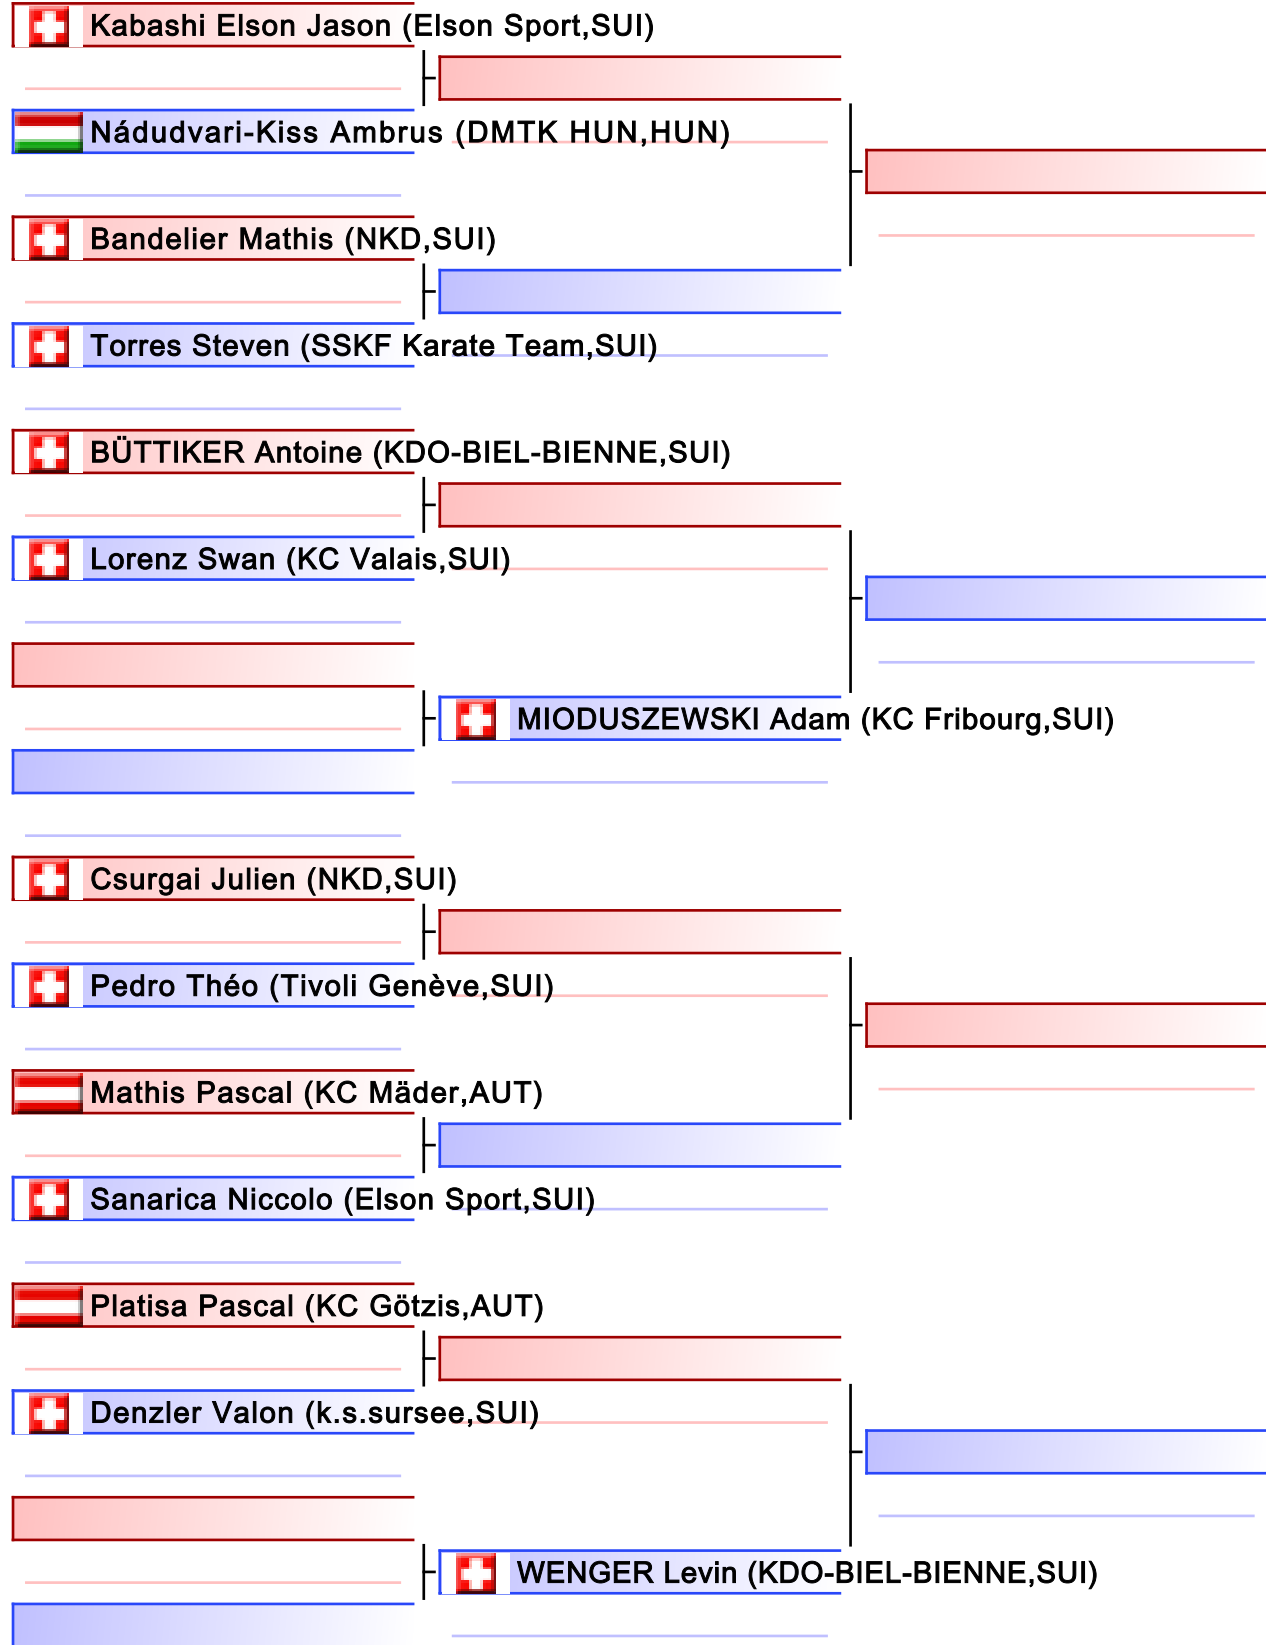 Kabashi Elson Jason (Elson Sport,SUI)
Nádudvari-Kiss Ambrus (DMTK HUN,HUN)
Bandelier Mathis (NKD,SUI)
Torres Steven (SSKF Karate Team,SUI)
BÜTTIKER Antoine (KDO-BIEL-BIENNE,SUI)
Lorenz Swan (KC Valais,SUI)
MIODUSZEWSKI Adam (KC Fribourg,SUI)
Csurgai Julien (NKD,SUI)
Pedro Théo (Tivoli Genève,SUI)
Mathis Pascal (KC Mäder,AUT)
Sanarica Niccolo (Elson Sport,SUI)
Platisa Pascal (KC Götzis,AUT)
Denzler Valon (k.s.sursee,SUI)
WENGER Levin (KDO-BIEL-BIENNE,SUI)